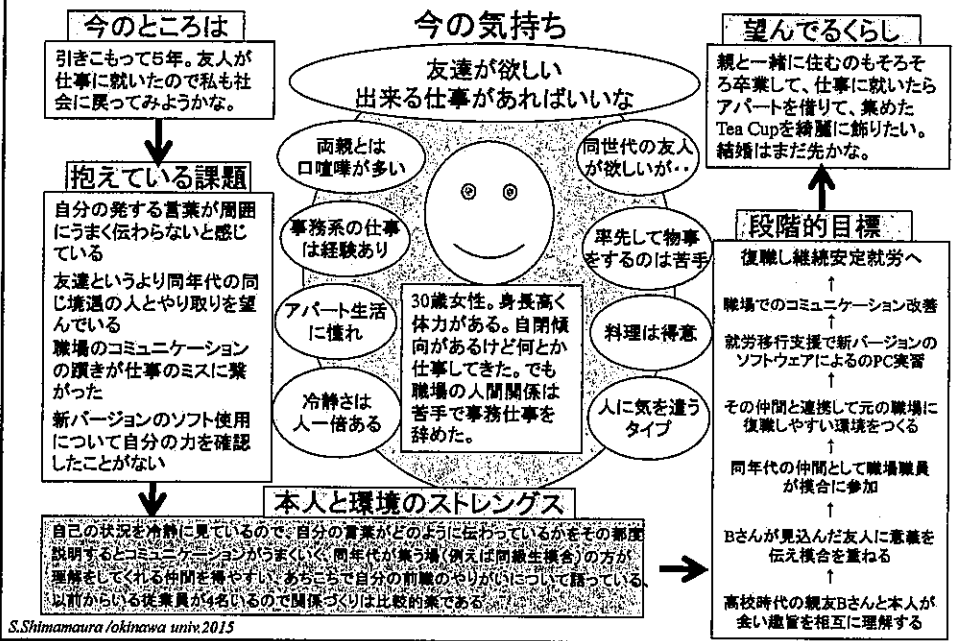 今のところは
引きこもって5年。友人が
仕事に就いたので私も社
会に戻ってみようかな。
抱えている課題
自分の発する言葉が周囲
にうまく伝わらないと感じ
ている
友達というより同年代の同
じ境遇の人とやり取りを望
んでいる
職場のコミュニケーション
の躓きが仕事のミスに繋
がった
新バージョンのソフト使用
について自分の力を確認
したことがない
今の気持ち
友達が欲しい
出来る仕事があればいいな
両親とは
口喧嘩が多い
事務系の仕事
は経験あり
アパート生活
に憧れ
冷静さは
人一倍ある
同世代の友人
が欲しいが・・
率先して物事
をするのは苦手
料理は得意
人に気を遣う
タイプ
30歳女性。身長高く
体力がある。自閉傾
向があるけど何とか
仕事してきた。でも
職場の人間関係は
苦手で事務仕事を
辞めた。
本人と環境のストレングス
自己の状況を冷静に見ているので、自分の言葉がどのように伝わっているかをその都度
説明するとコミュニケーションがうまくいく。同年代が集う場(例えば同級生模合)の方が
理解をしてくれる仲間を得やすい。あちこちで自分の前職のやりがいについて語っている、
以前からいる従業員が4名いるので関係づくりは比較的楽である
望んでるくらし
親と一緒に住むのもそろそ
ろ卒業して、仕事に就いたら
アパートを借りて、集めた
Tea Cupを綺麗に飾りたい。
結婚はまだ先かな。
段階的目標
復職し継続安定就労へ
↑
職場でのコミュニケーション改善
↑
就労移行支援で新バージョンの
ソフトウェアによるのPC実習
↑
その仲間と連携して元の職場に
復職しやすい環境をつくる
↑
同年代の仲間として職場職員
が模合に参加
↑
Bさんが見込んだ友人に意義を
伝え模合を重ねる
↑
高校時代の親友Bさんと本人が
会い趣旨を相互に理解する
S.Shimamaura /okinawa univ.2015